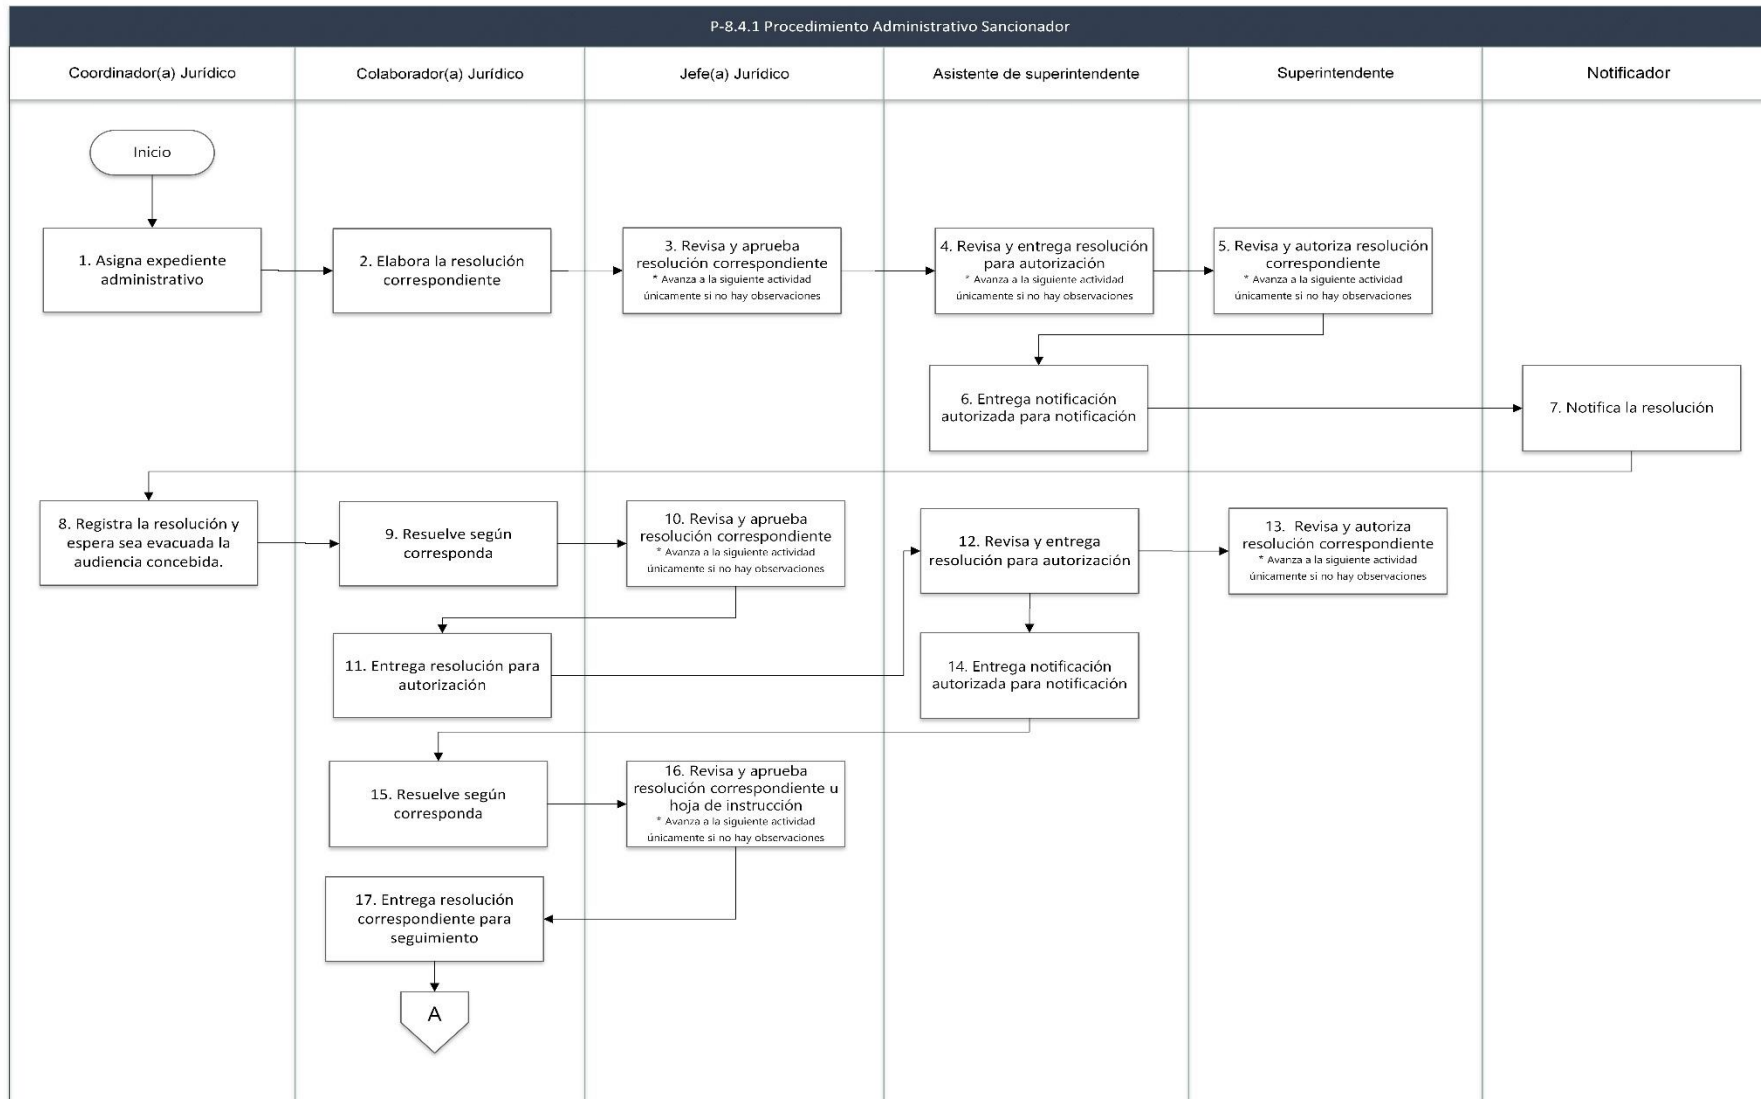 P-8.4.1 Procedimiento Administrativo Sancionador
Coordinador(a) Jurídico
Colaborador(a) Jurídico
Jefe(a) Jurídico
Asistente de superintendente
Superintendente
Notificador
Inicio
1. Asigna expediente
administrativo
2. Elabora la resolución
correspondiente
3. Revisa y aprueba
resolución correspondiente
* Avanza a la siguiente actividad
únicamente si no hay observaciones
4. Revisa y entrega resolución
para autorización
* Avanza a la siguiente actividad
únicamente si no hay observaciones
5. Revisa y autoriza resolución
correspondiente
* Avanza a la siguiente actividad
únicamente si no hay observaciones
6. Entrega notificación
autorizada para notificación
7. Notifica la resolución
8. Registra la resolución y
espera sea evacuada la
audiencia concebida.
9. Resuelve según
corresponda
10. Revisa y aprueba
resolución correspondiente
* Avanza a la siguiente actividad
únicamente si no hay observaciones
11. Entrega resolución para
autorización
12. Revisa y entrega
resolución para autorización
13. Revisa y autoriza
resolución correspondiente
* Avanza a la siguiente actividad
únicamente si no hay observaciones
14. Entrega notificación
autorizada para notificación
15. Resuelve según
corresponda
16. Revisa y aprueba
resolución correspondiente u
hoja de instrucción
* Avanza a la siguiente actividad
únicamente si no hay observaciones
17. Entrega resolución
correspondiente para
seguimiento
A